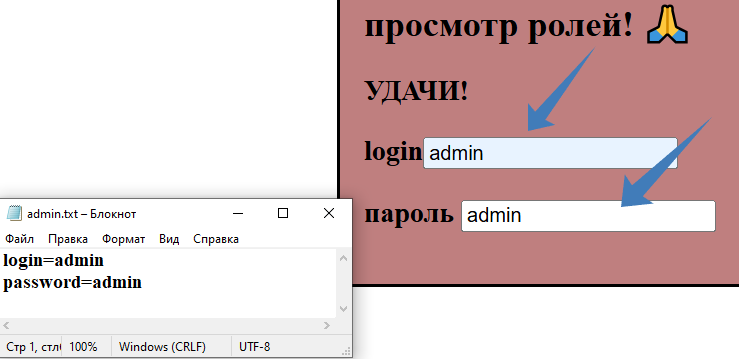 просмотр ролей! 🙏
УДАЧИ!
login admin
пароль admin
admin.txt – Блокнот
Файл Правка Формат Вид Справка
login=admin
password=admin
Стр 1, стлб 100% Windows (CRLF) UTF-8